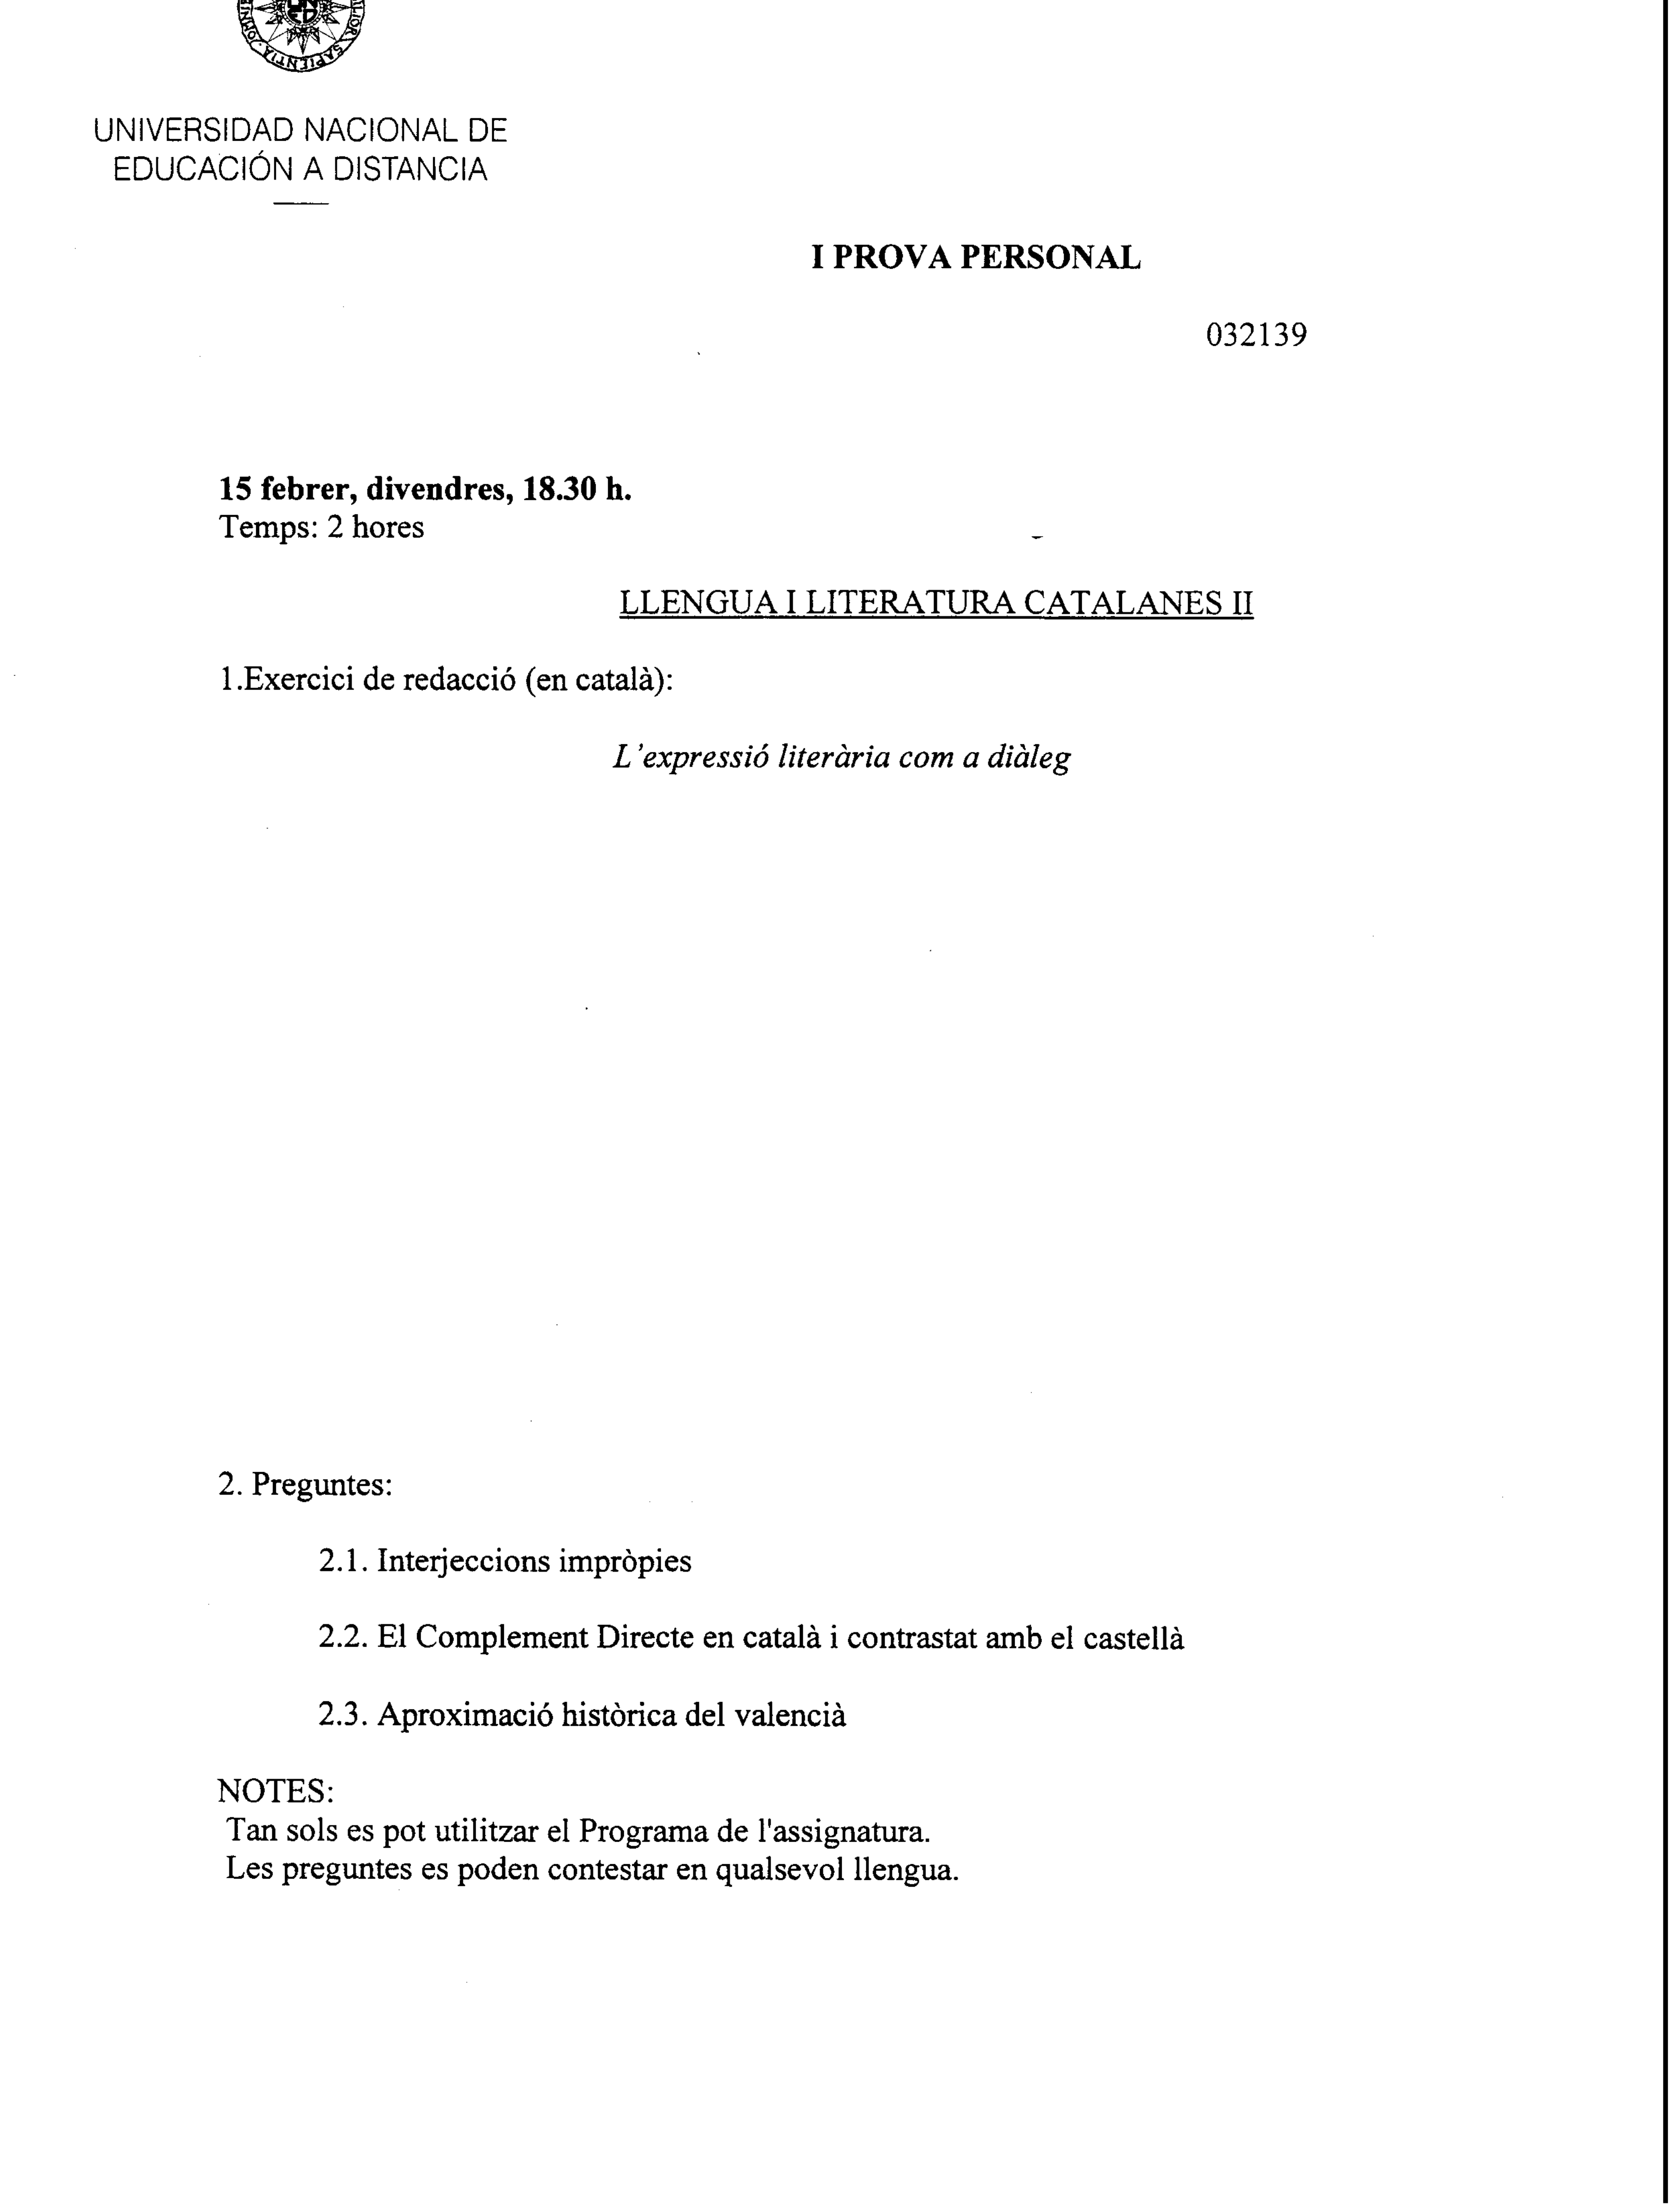 SAPIENTIA
UNIVERSIDAD NACIONAL DE
EDUCACIÓN A DISTANCIA
I PROVA PERSONAL
032139
15 febrer, divendres, 18.30 h.
Temps: 2 hores
LLENGUA I LITERATURA CATALANES II
1.Exercici de redacció (en català):
L'expressió literària com a diàleg
2. Preguntes:
2.1. Interjeccions impròpies
2.2. El Complement Directe en català i contrastat amb el castellà
2.3. Aproximació històrica del valencià
NOTES:
Tan sols es pot utilitzar el Programa de l'assignatura.
Les preguntes es poden contestar en qualsevol llengua.